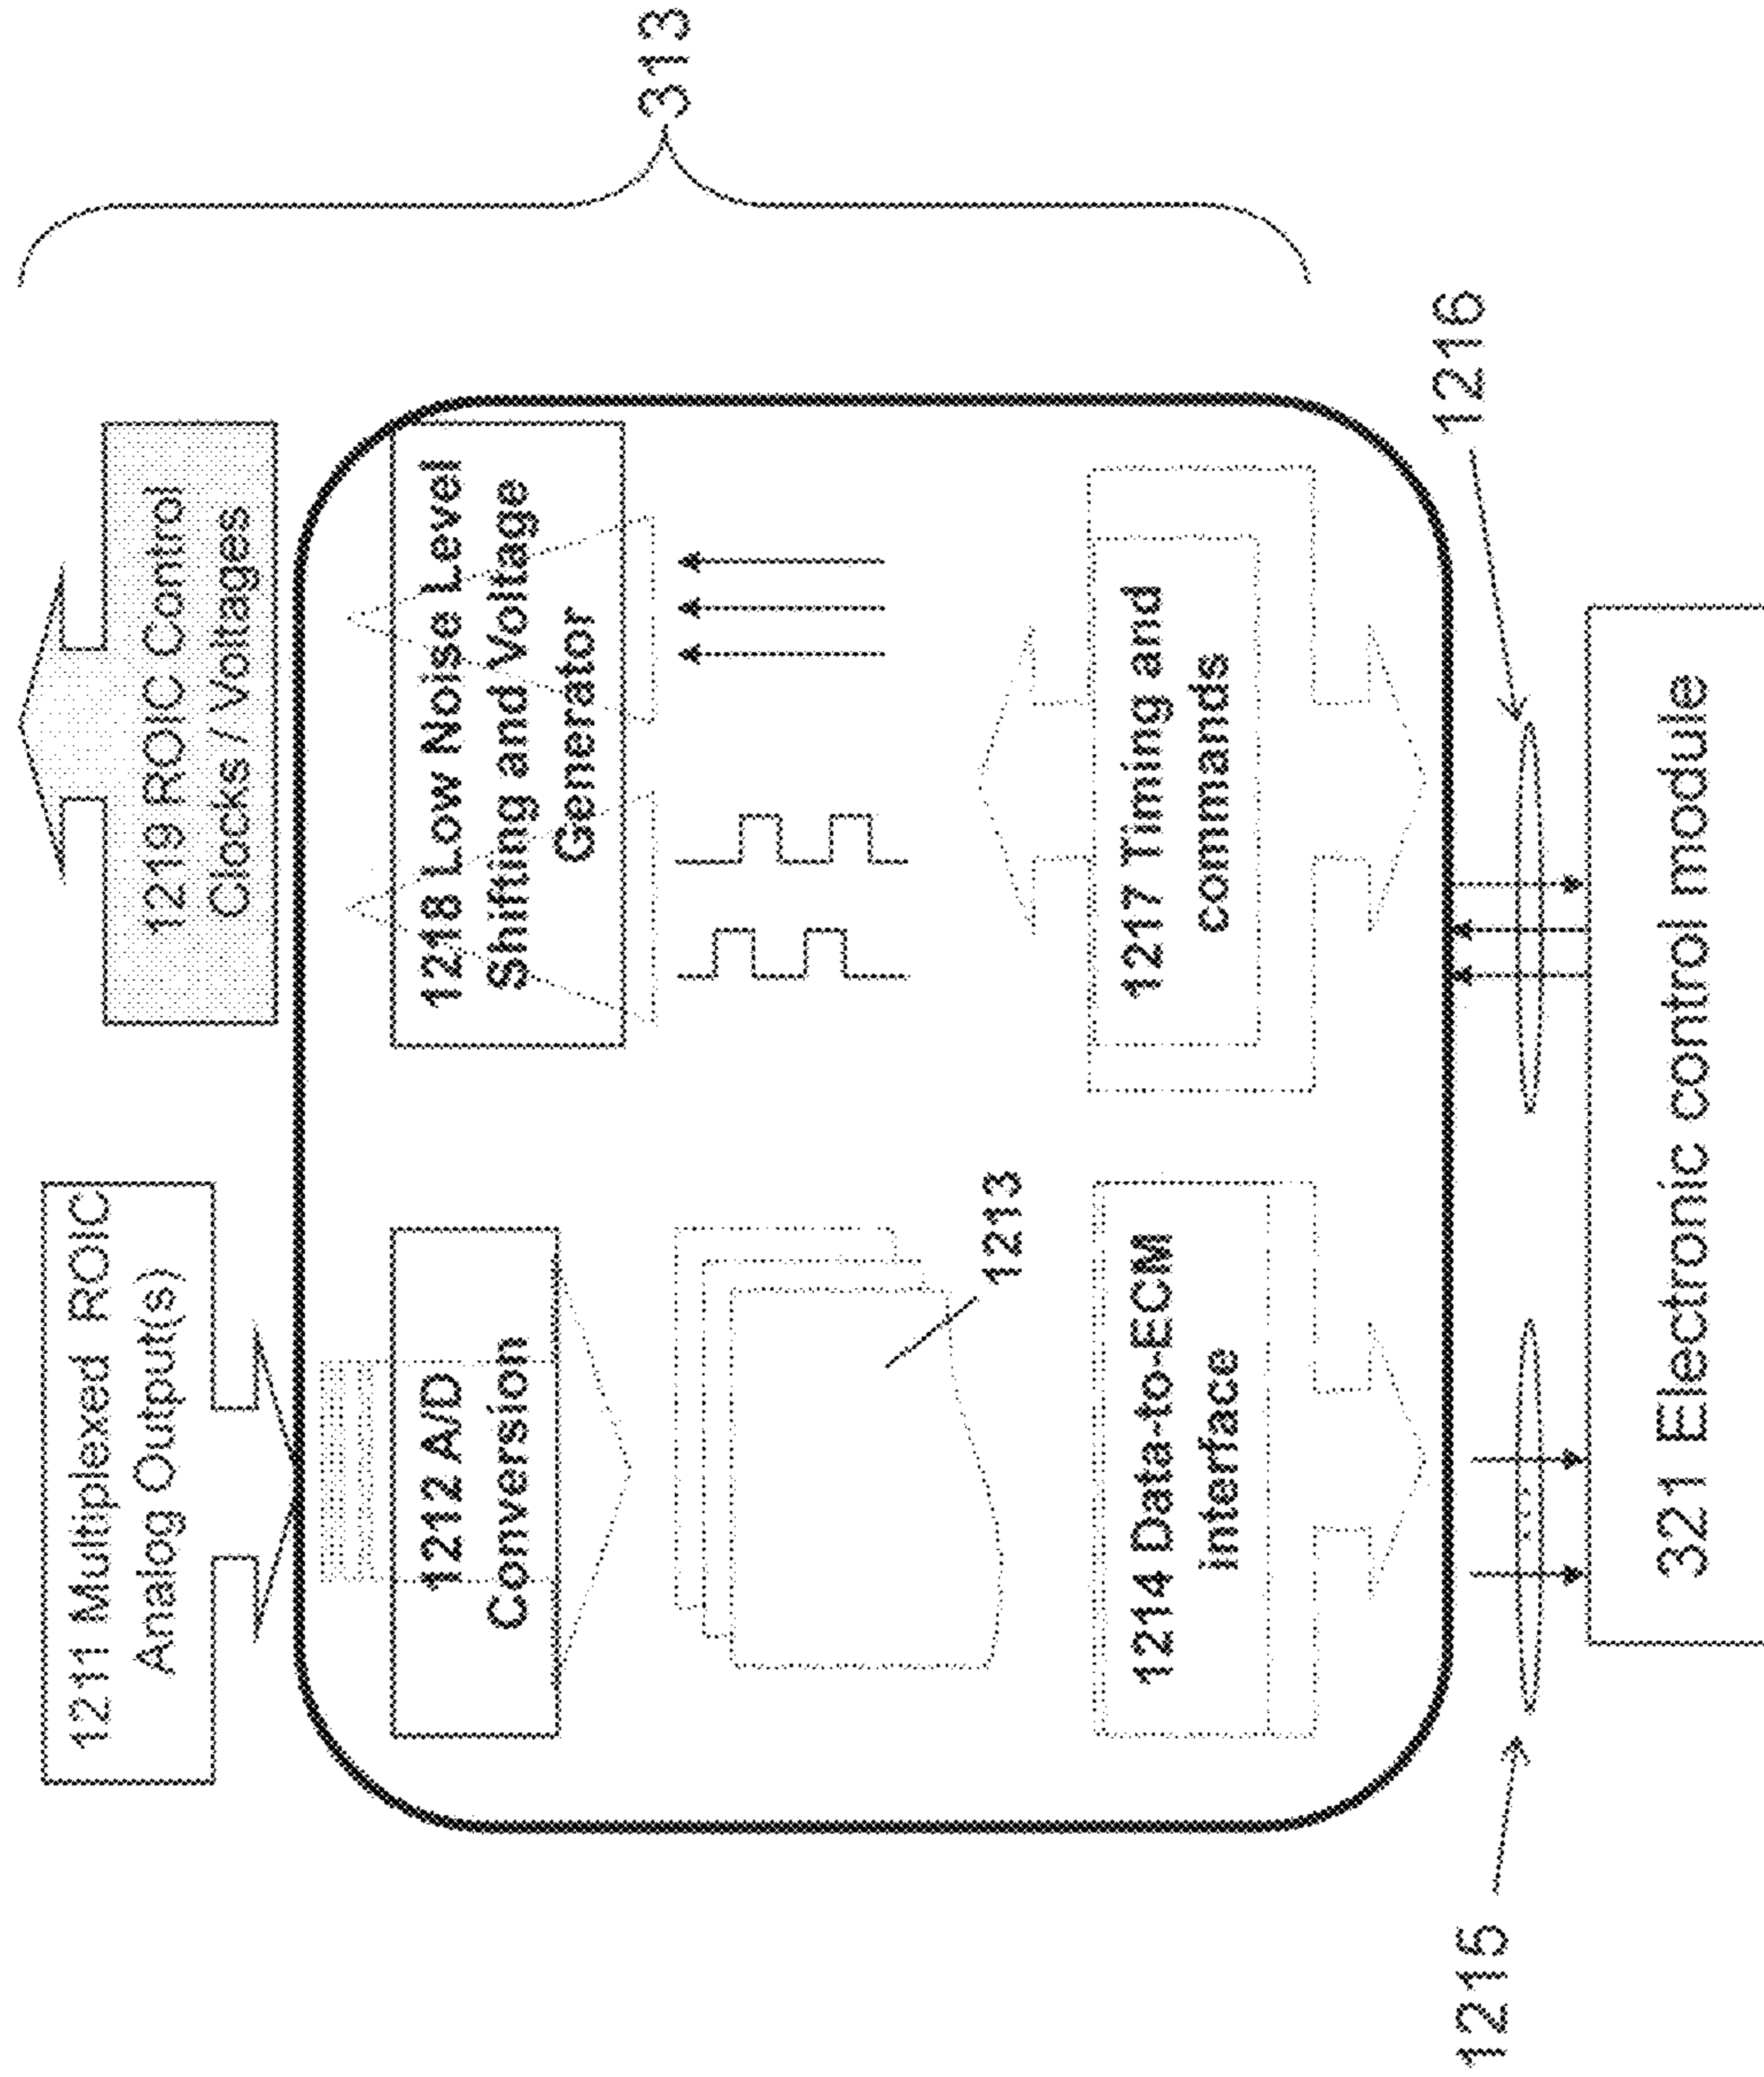 1211 Multiplexed ROIC
Analog Output(s)
1219 ROIC Control
Clocks / Voltages
313
1212 A/D
Conversion
1218 Low Noise Level
Shifting and Voltage
Generator
1213
1214 Data-to-ECM
interface
1217 Timing and
commands
1215
1216
321 Electronic control module